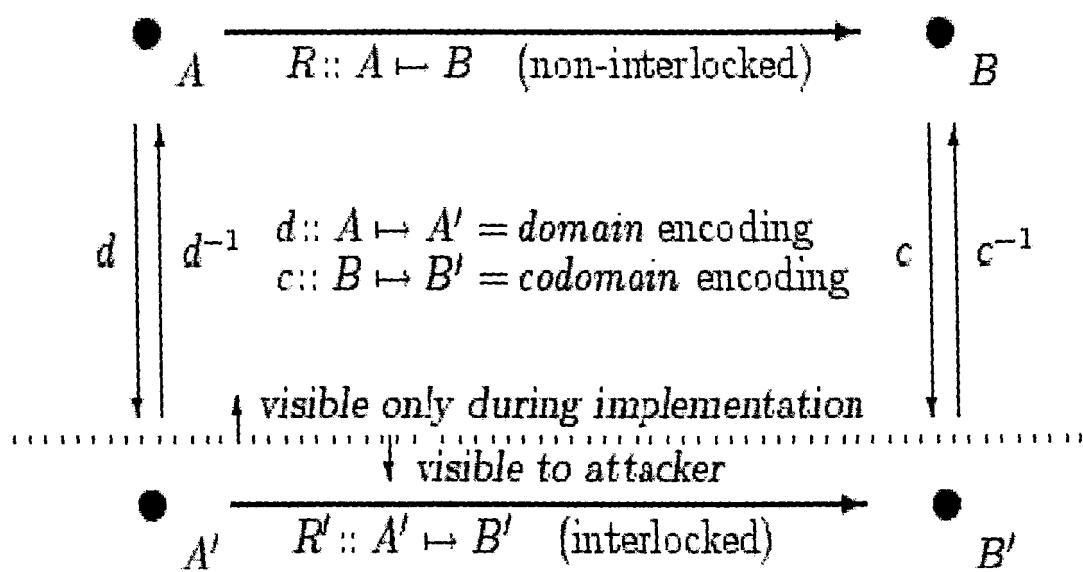 A B
R :: A ↦ B (non-interlocked)
d d⁻¹ d :: A ↦ A′ = domain encoding c c⁻¹
c :: B ↦ B′ = codomain encoding
visible only during implementation
visible to attacker
A′ R′ :: A′ ↦ B′ (interlocked) B′